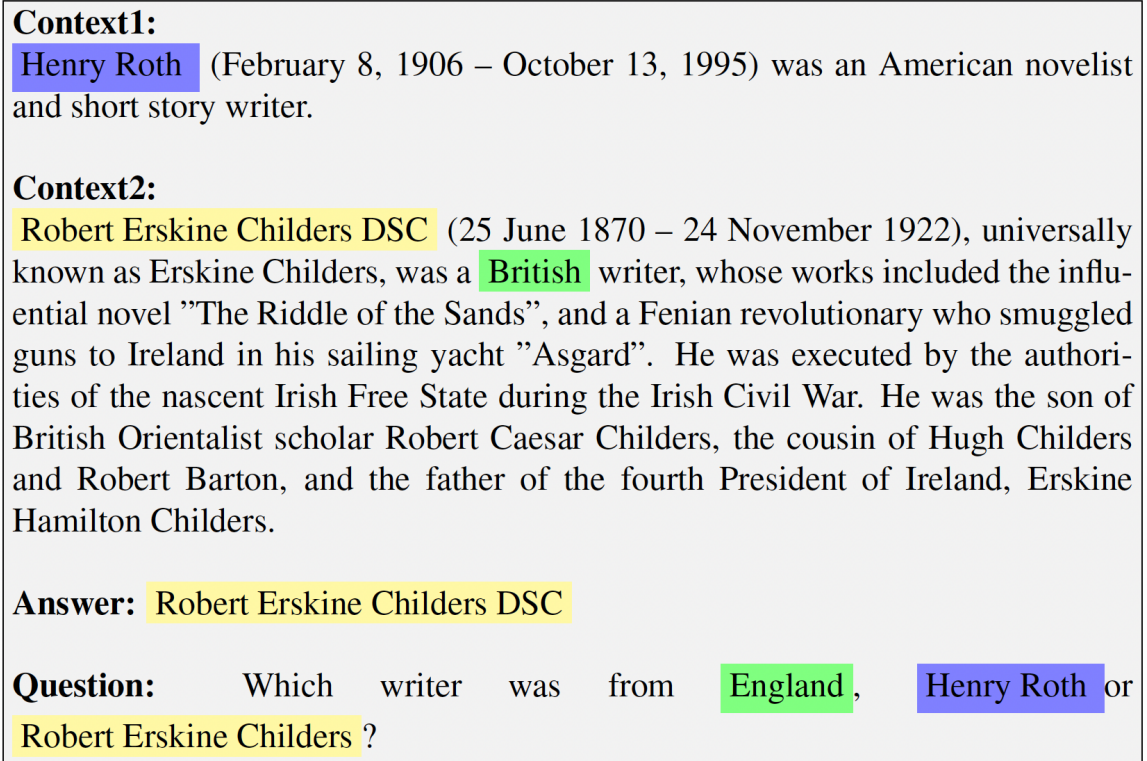 Context1:
Henry Roth (February 8, 1906 – October 13, 1995) was an American novelist
and short story writer.
Context2:
Robert Erskine Childers DSC (25 June 1870 – 24 November 1922), universally
known as Erskine Childers, was a British writer, whose works included the influ-
ential novel ”The Riddle of the Sands”, and a Fenian revolutionary who smuggled
guns to Ireland in his sailing yacht ”Asgard”. He was executed by the authori-
ties of the nascent Irish Free State during the Irish Civil War. He was the son of
British Orientalist scholar Robert Caesar Childers, the cousin of Hugh Childers
and Robert Barton, and the father of the fourth President of Ireland, Erskine
Hamilton Childers.
Answer: Robert Erskine Childers DSC
Question: Which writer was from England, Henry Roth or
Robert Erskine Childers ?